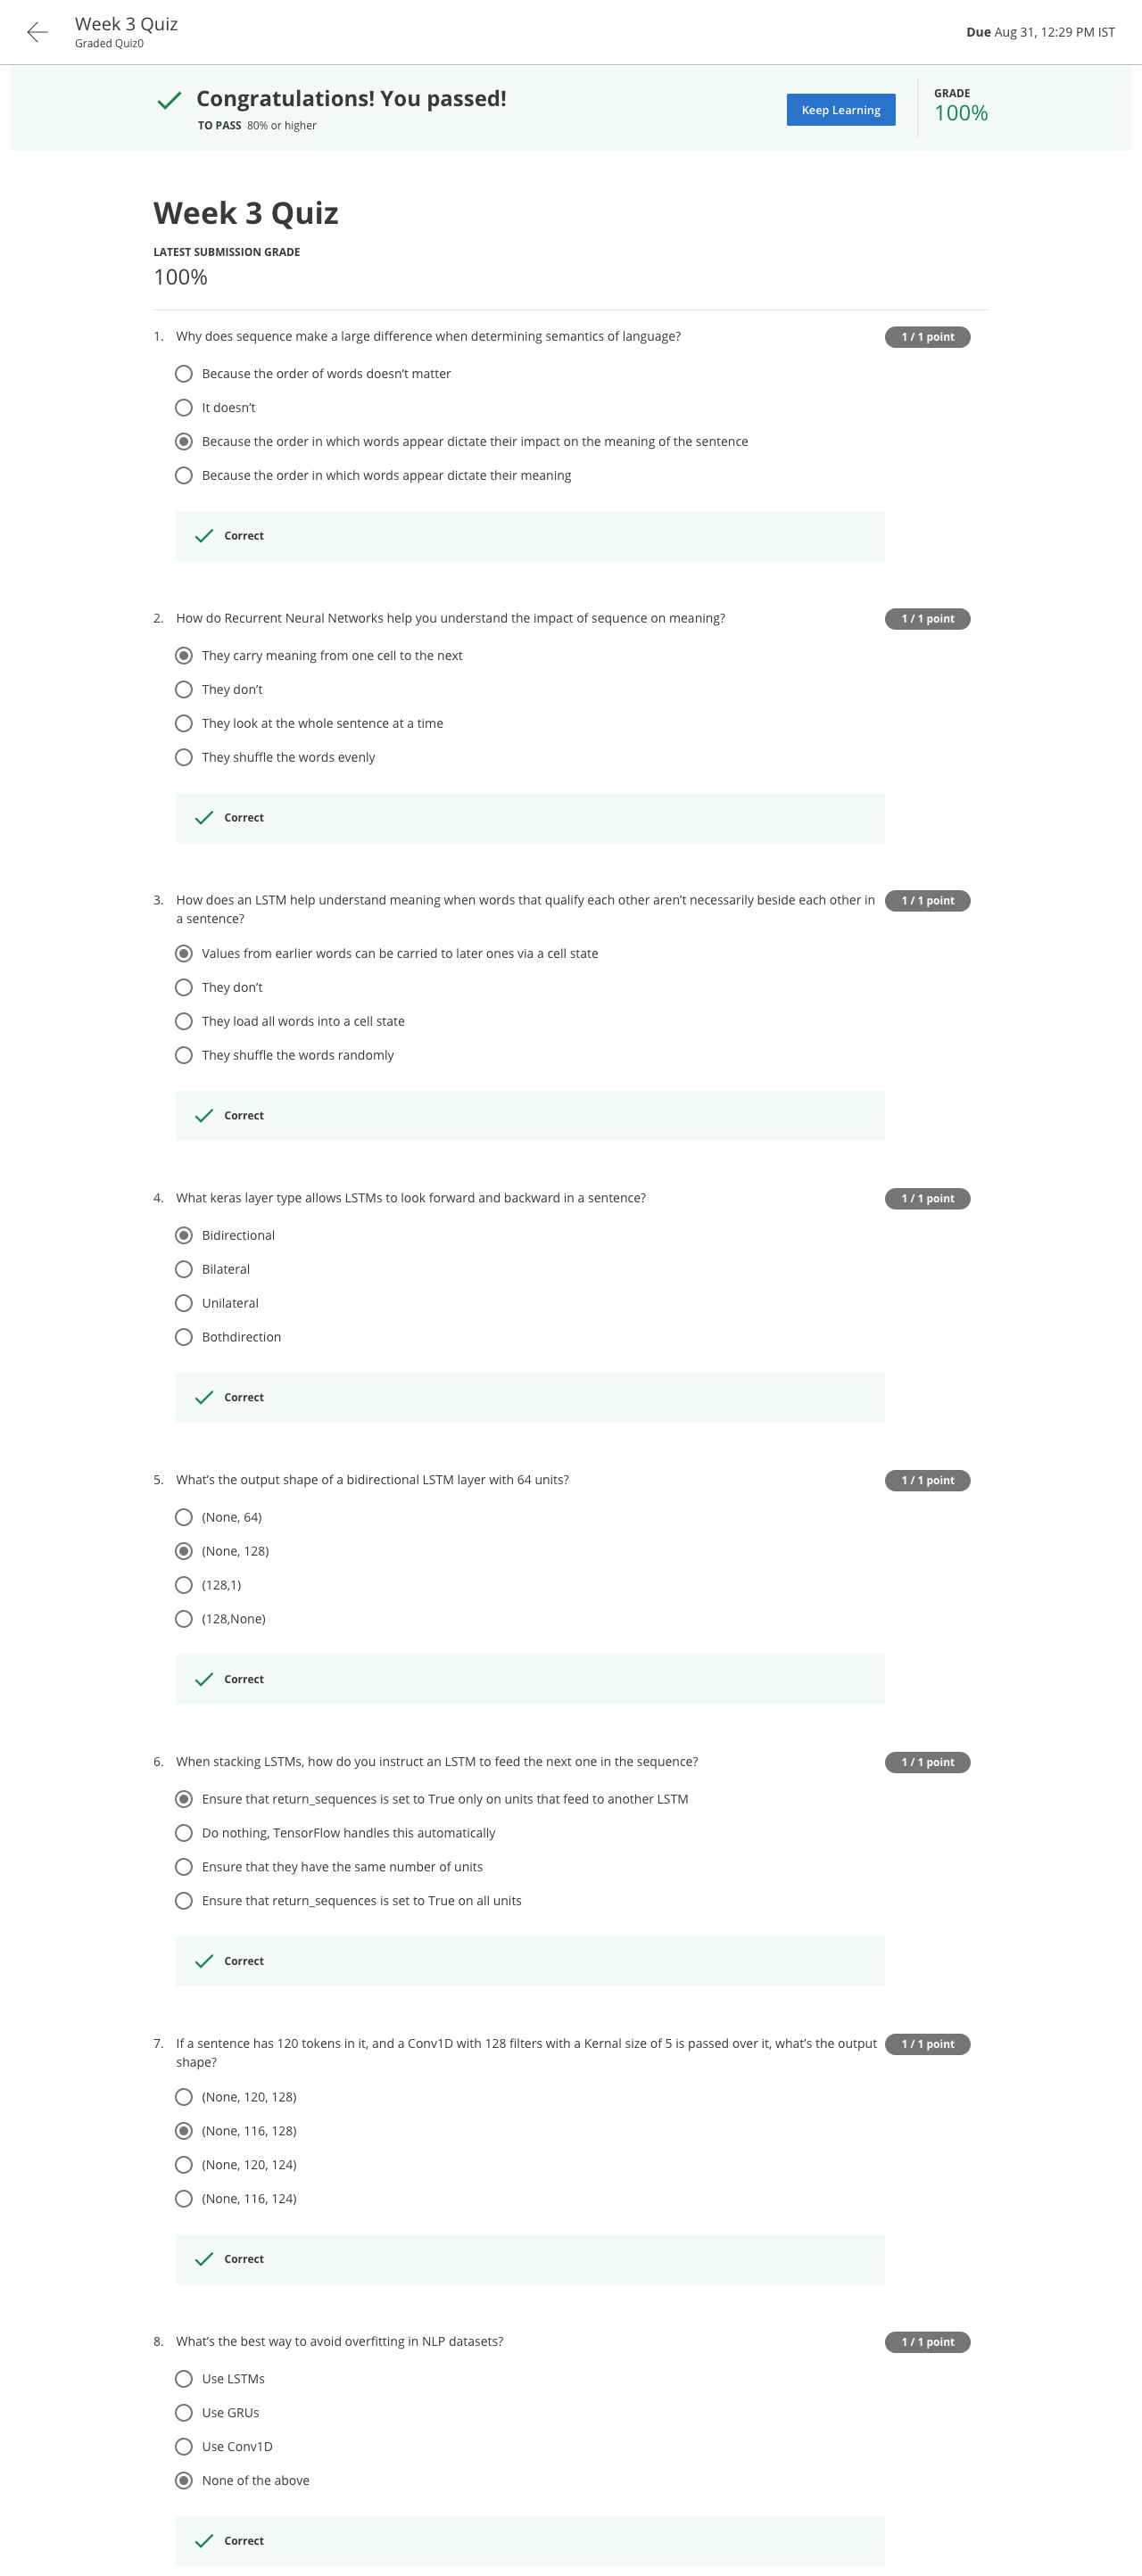 Week 3 Quiz
Graded Quiz0
Due Aug 31, 12:29 PM IST
Congratulations! You passed!
TO PASS 80% or higher
Keep Learning
GRADE
100%
Week 3 Quiz
LATEST SUBMISSION GRADE
100%
1. Why does sequence make a large difference when determining semantics of language?
1 / 1 point
Because the order of words doesn't matter
It doesn't
Because the order in which words appear dictate their impact on the meaning of the sentence
Because the order in which words appear dictate their meaning
Correct
2. How do Recurrent Neural Networks help you understand the impact of sequence on meaning?
1 / 1 point
They carry meaning from one cell to the next
They don't
They look at the whole sentence at a time
They shuffle the words evenly
Correct
3. How does an LSTM help understand meaning when words that qualify each other aren't necessarily beside each other in
a sentence?
1 / 1 point
Values from earlier words can be carried to later ones via a cell state
They don't
They load all words into a cell state
They shuffle the words randomly
Correct
4. What keras layer type allows LSTMs to look forward and backward in a sentence?
1 / 1 point
Bidirectional
Bilateral
Unilateral
Bothdirection
Correct
5. What's the output shape of a bidirectional LSTM layer with 64 units?
1 / 1 point
(None, 64)
(None, 128)
(128,1)
(128,None)
Correct
6. When stacking LSTMs, how do you instruct an LSTM to feed the next one in the sequence?
1 / 1 point
Ensure that return_sequences is set to True only on units that feed to another LSTM
Do nothing, TensorFlow handles this automatically
Ensure that they have the same number of units
Ensure that return_sequences is set to True on all units
Correct
7. If a sentence has 120 tokens in it, and a Conv1D with 128 filters with a Kernal size of 5 is passed over it, what's the output
shape?
1 / 1 point
(None, 120, 128)
(None, 116, 128)
(None, 120, 124)
(None, 116, 124)
Correct
8. What's the best way to avoid overfitting in NLP datasets?
1 / 1 point
Use LSTMs
Use GRUs
Use Conv1D
None of the above
Correct